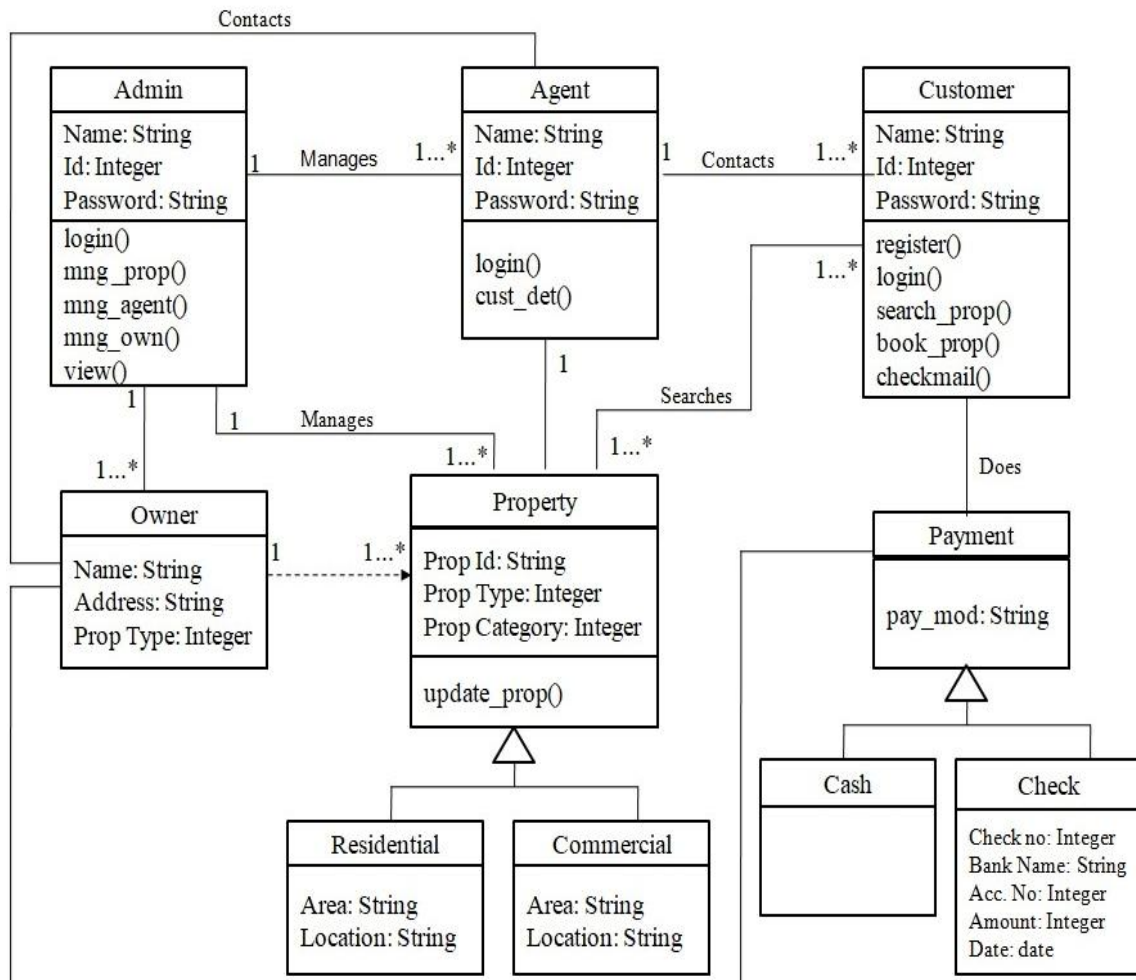 Contacts
Admin
Name: String
Id: Integer
Password: String
login()
mng_prop()
mng_agent()
mng_own()
view()
1
Manages
1...*
Agent
Name: String
Id: Integer
Password: String
login()
cust_det()
1
Contacts
1...*
Customer
Name: String
Id: Integer
Password: String
register()
login()
search_prop()
book_prop()
checkmail()
1...*
1
Searches
1...*
1
1...*
1
Manages
1...*
Does
Owner
Name: String
Address: String
Prop Type: Integer
1
1...*
Property
Prop Id: String
Prop Type: Integer
Prop Category: Integer
update_prop()
Payment
pay_mod: String
Residential
Area: String
Location: String
Commercial
Area: String
Location: String
Cash
Check
Check no: Integer
Bank Name: String
Acc. No: Integer
Amount: Integer
Date: date